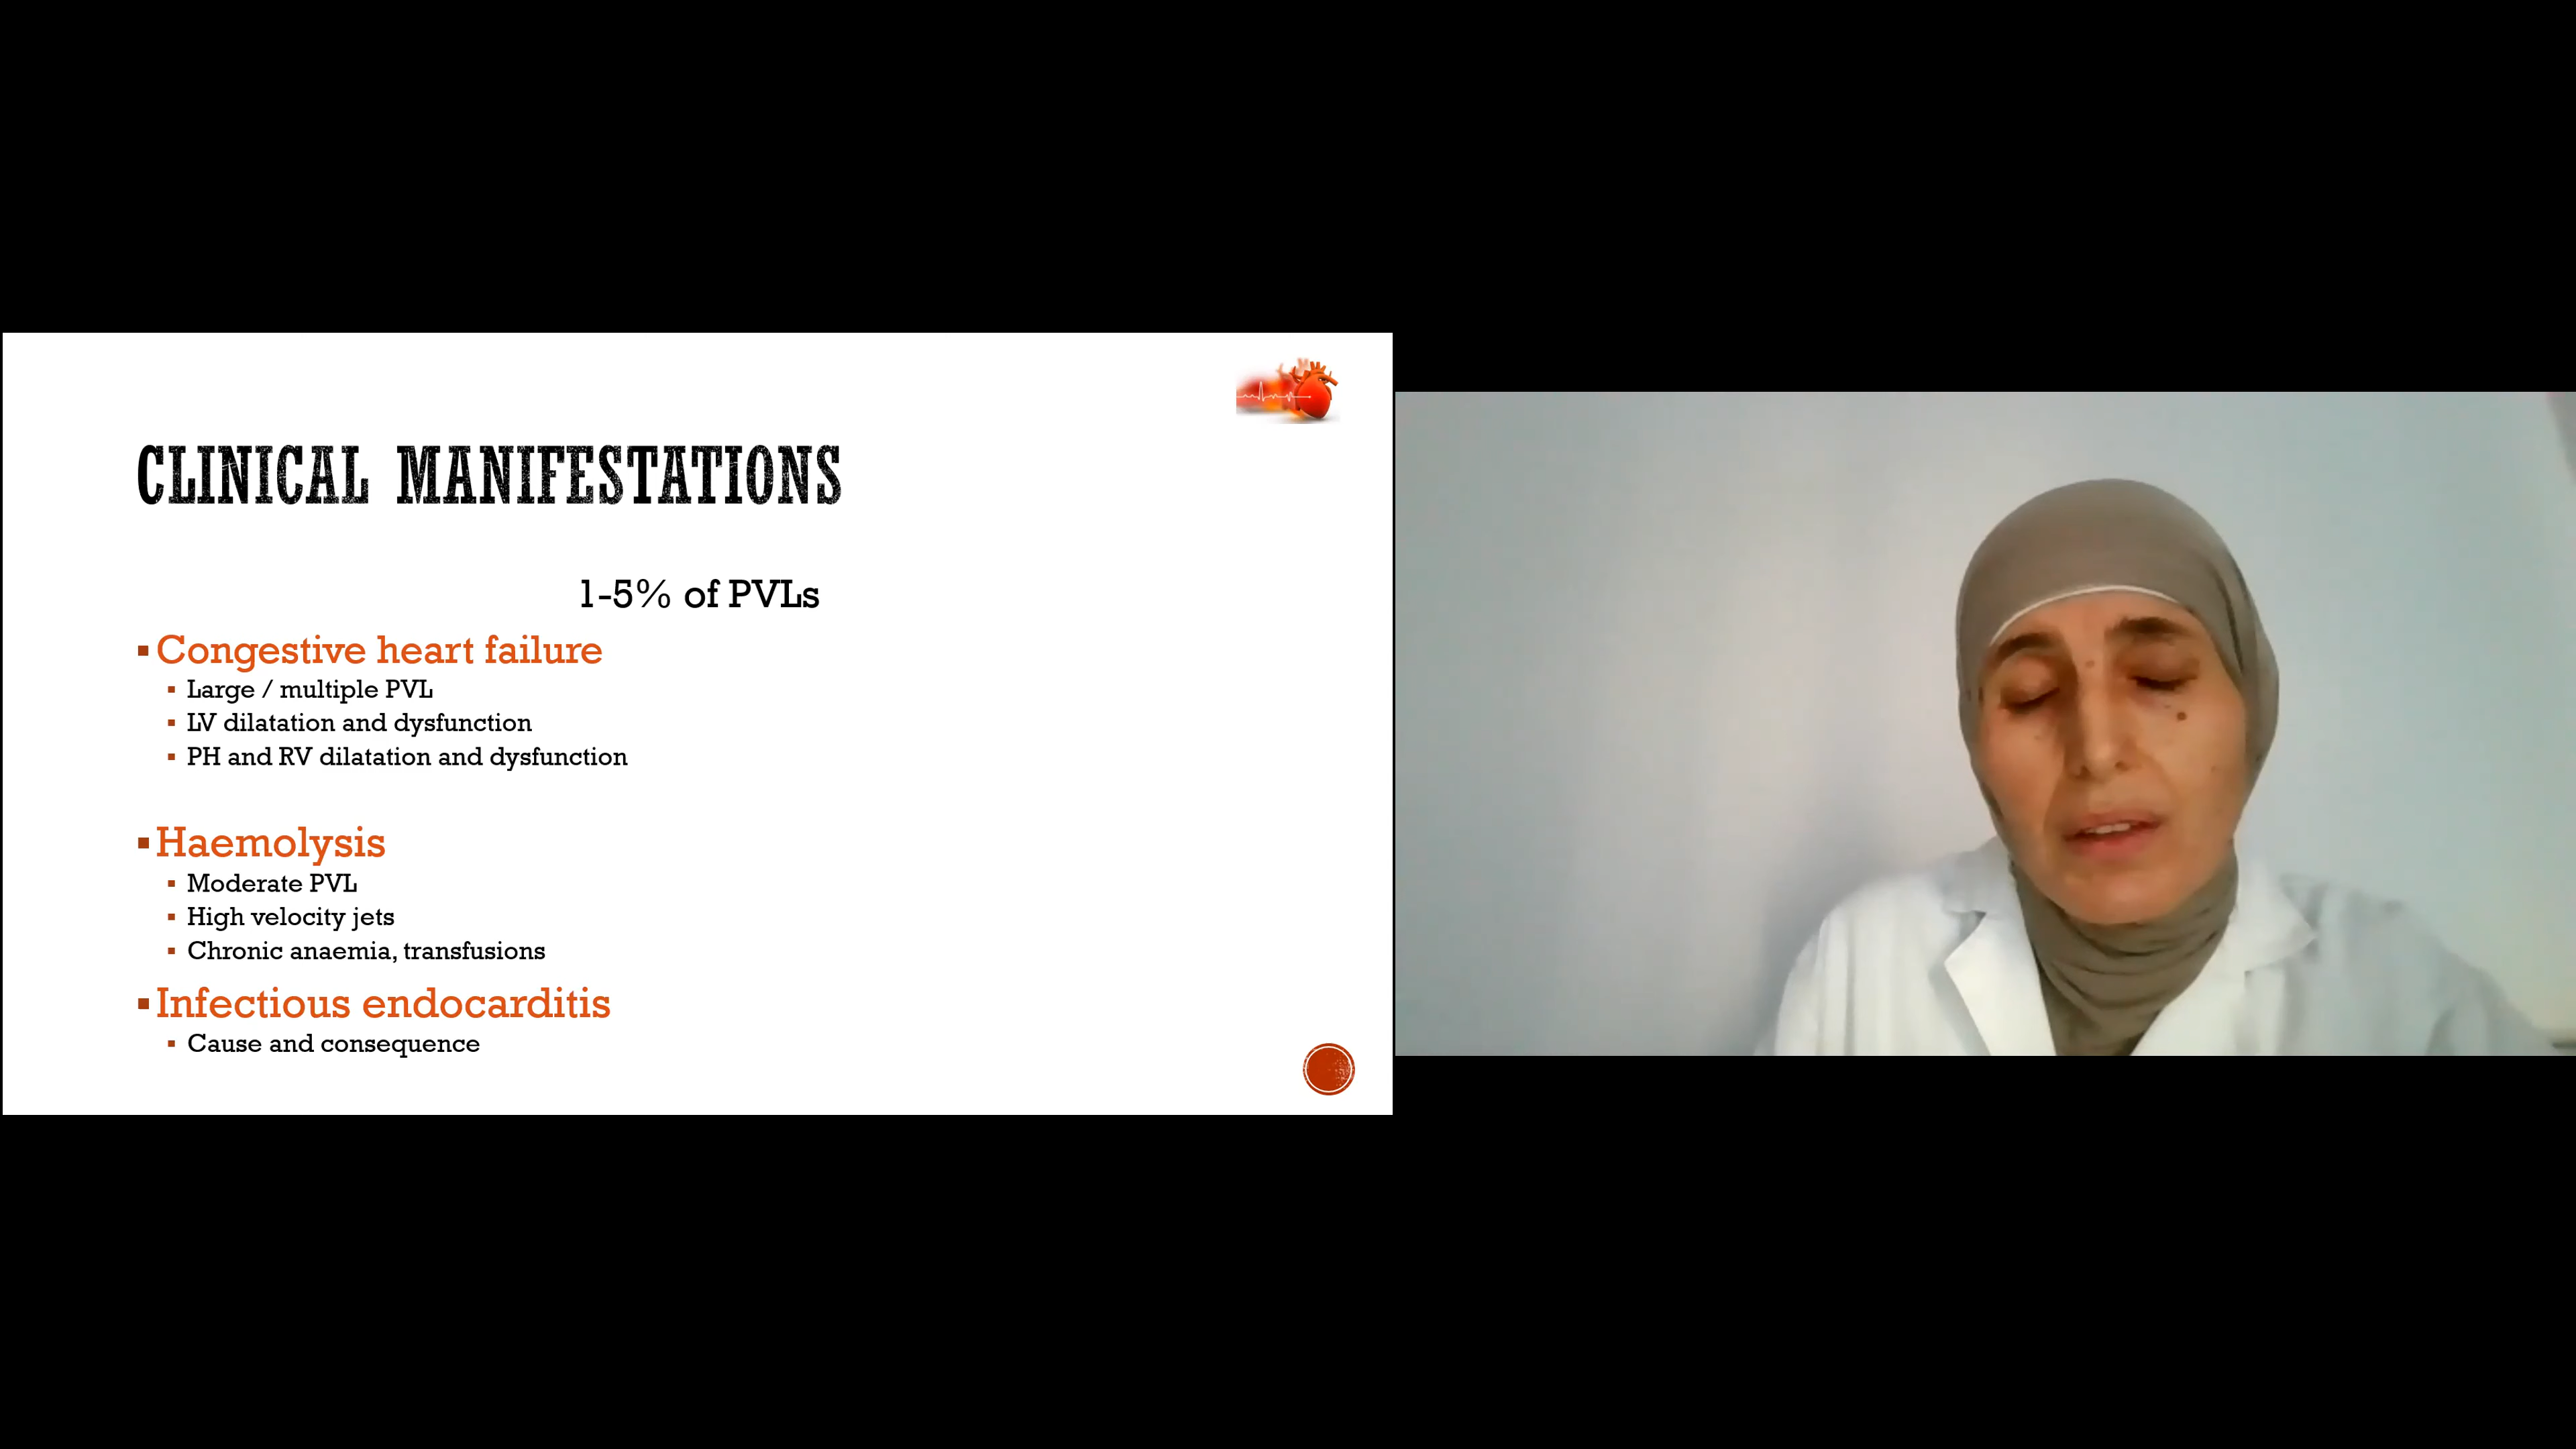 CLINICAL MANIFESTATIONS
1-5% of PVLs
▪ Congestive heart failure
▪ Large / multiple PVL
▪ LV dilatation and dysfunction
▪ PH and RV dilatation and dysfunction
▪ Haemolysis
▪ Moderate PVL
▪ High velocity jets
▪ Chronic anaemia, transfusions
▪ Infectious endocarditis
▪ Cause and consequence